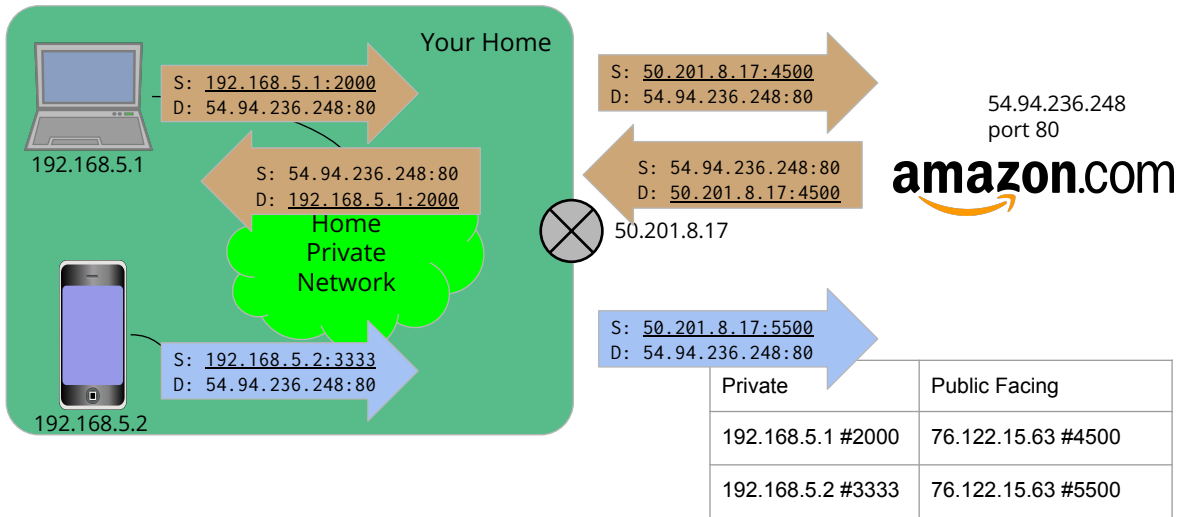 Your Home
S: 192.168.5.1:2000
D: 54.94.236.248:80
192.168.5.1
S: 54.94.236.248:80
D: 192.168.5.1:2000
Home
Private
Network
S: 192.168.5.2:3333
D: 54.94.236.248:80
192.168.5.2
S: 50.201.8.17:4500
D: 54.94.236.248:80
S: 54.94.236.248:80
D: 50.201.8.17:4500
50.201.8.17
S: 50.201.8.17:5500
D: 54.94.236.248:80
54.94.236.248
port 80
amazon.com
Private Public Facing
192.168.5.1 #2000 76.122.15.63 #4500
192.168.5.2 #3333 76.122.15.63 #5500